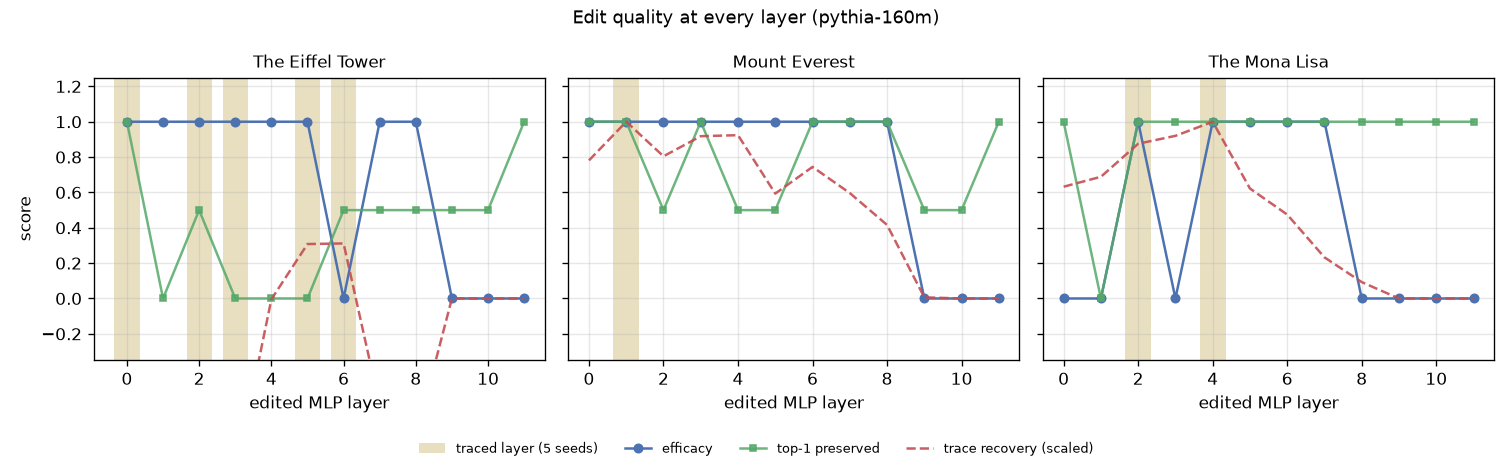 Edit quality at every layer (pythia-160m)
The Eiffel Tower
Mount Everest
The Mona Lisa
score
1.2
1.0
0.8
0.6
0.4
0.2
0.0
−0.2
0 2 4 6 8 10
0 2 4 6 8 10
0 2 4 6 8 10
edited MLP layer
edited MLP layer
edited MLP layer
traced layer (5 seeds)
efficacy
top-1 preserved
trace recovery (scaled)